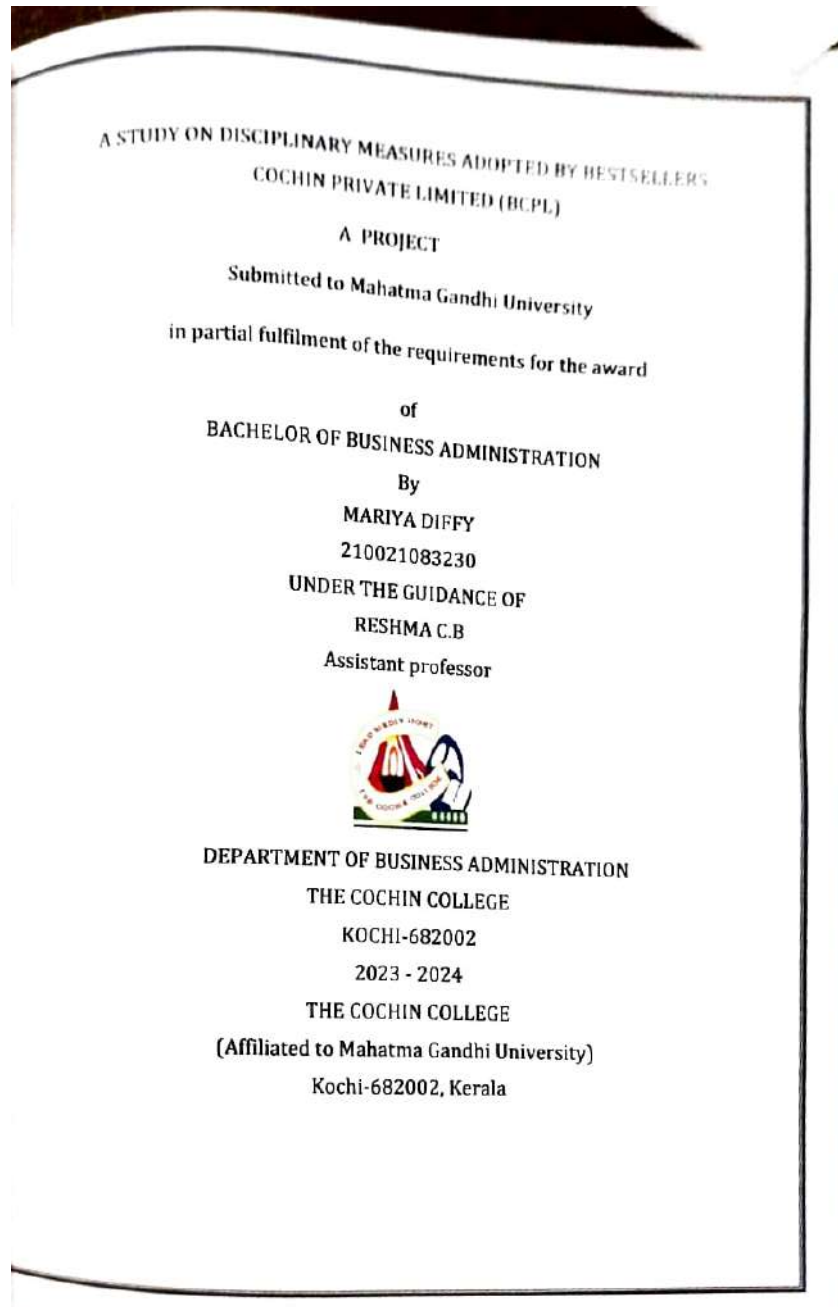 A STUDY ON DISCIPLINARY MEASURES ADOPTED BY BESTSELLERS
COCHIN PRIVATE LIMITED (BCPL)
A PROJECT
Submitted to Mahatma Gandhi University
in partial fulfilment of the requirements for the award
of
BACHELOR OF BUSINESS ADMINISTRATION
By
MARIYA DIFFY
210021083230
UNDER THE GUIDANCE OF
RESHMA C.B
Assistant professor
THE COCHIN COLLEGE
DEPARTMENT OF BUSINESS ADMINISTRATION
THE COCHIN COLLEGE
KOCHI-682002
2023 - 2024
THE COCHIN COLLEGE
(Affiliated to Mahatma Gandhi University)
Kochi-682002, Kerala